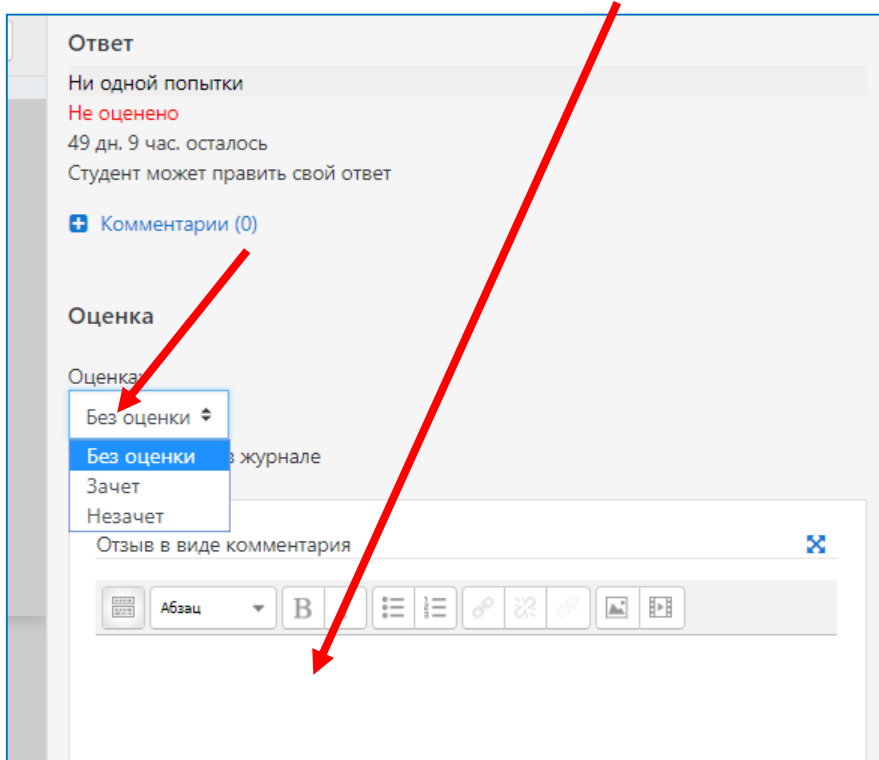 Ответ
Ни одной попытки
Не оценено
49 дн. 9 час. осталось
Студент может править свой ответ
Комментарии (0)
Оценка
Оценка
Без оценки
Без оценки
в журнале
Зачет
Незачет
Отзыв в виде комментария
Абзац B